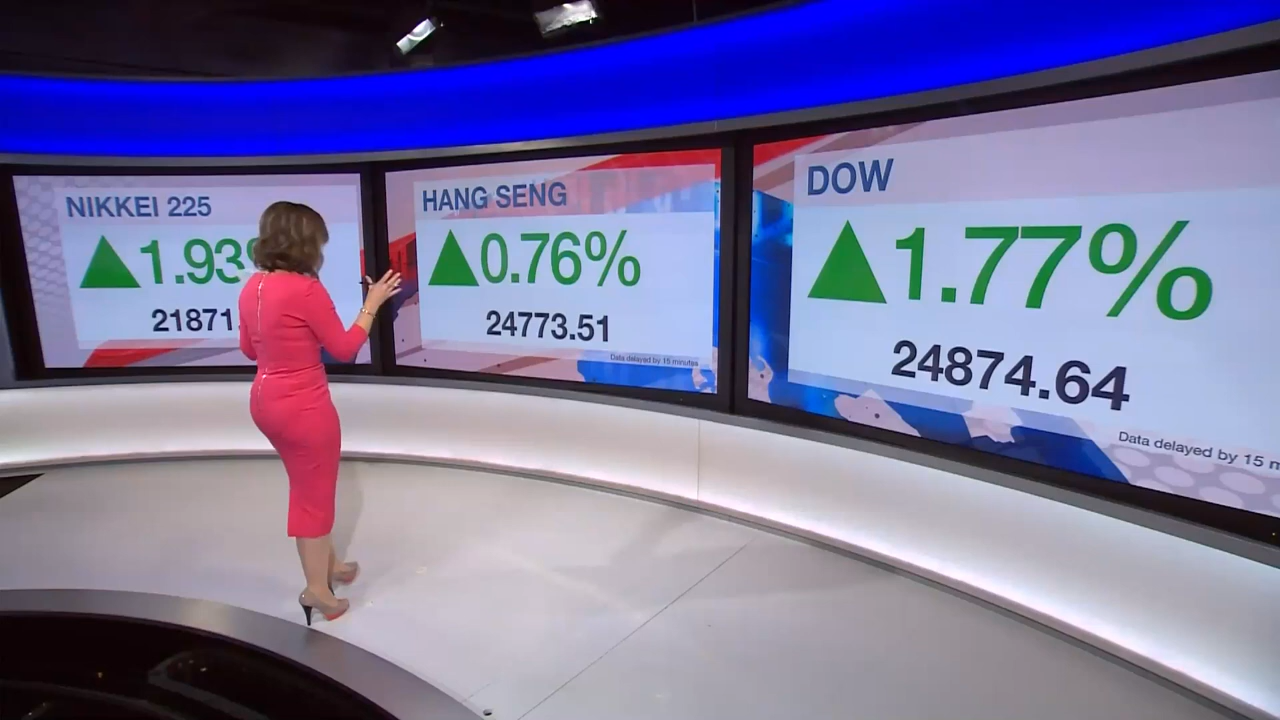 NIKKEI 225
▲1.93
21871.
HANG SENG
▲0.76%
24773.51
Data delayed by 15 minutes
DOW
▲1.77%
24874.64
Data delayed by 15 m